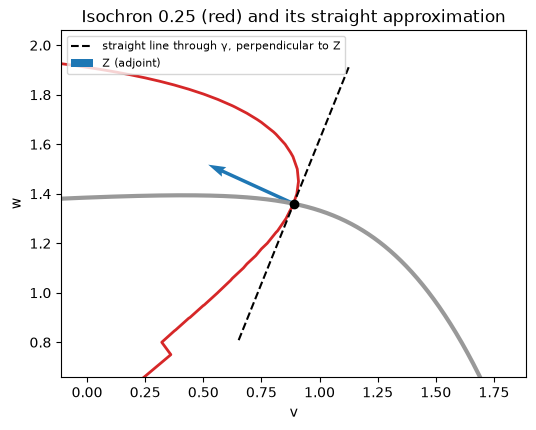 Isochron 0.25 (red) and its straight approximation
straight line through γ, perpendicular to Z
Z (adjoint)
2.0
1.8
1.6
1.4
1.2
1.0
0.8
w
0.00 0.25 0.50 0.75 1.00 1.25 1.50 1.75
v